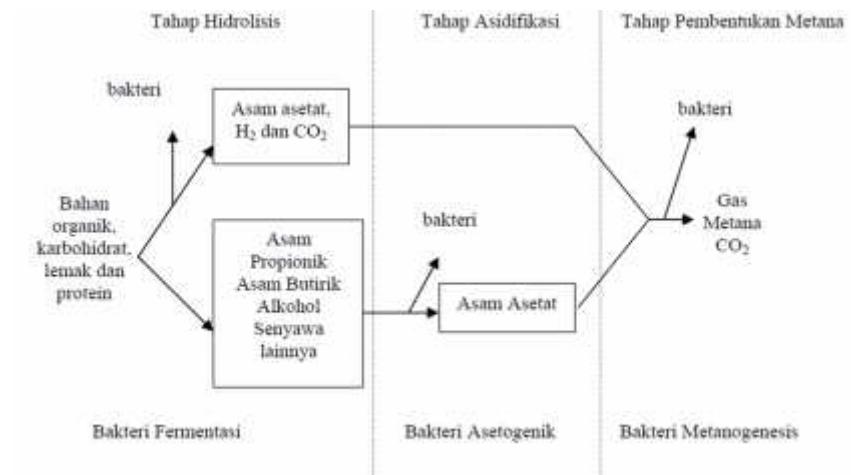 Tahap Hidrolisis
Tahap Asidifikasi
Tahap Pembentukan Metana
bakteri
Asam asetat,
H₂ dan CO₂
bakteri
Bahan
organik,
karbohidrat,
lemak dan
protein
Asam
Propionik
Asam Butirik
Alkohol
Senyawa
lainnya
bakteri
Asam Asetat
Gas
Metana
CO₂
Bakteri Fermentasi
Bakteri Asetogenik
Bakteri Metanogenesis